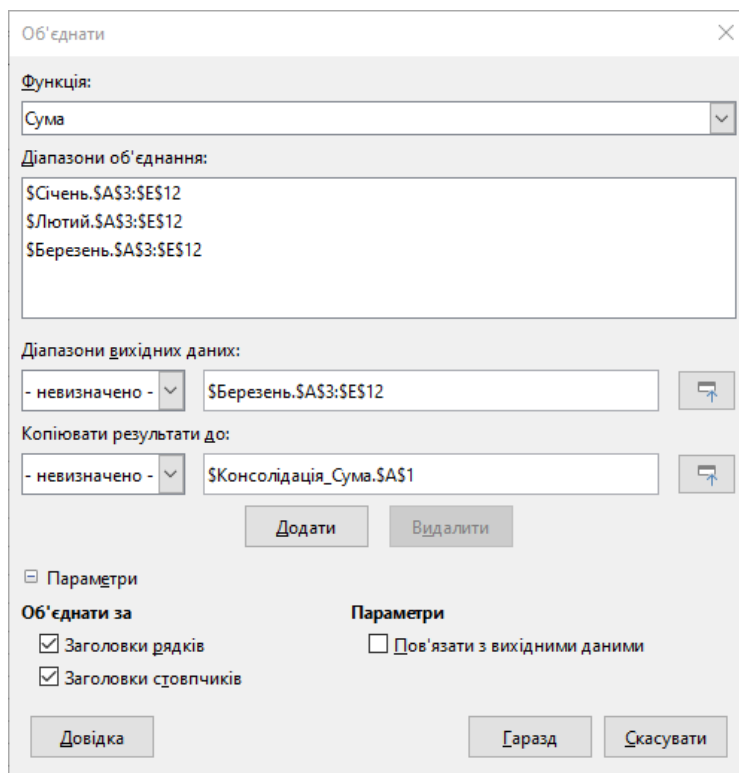 Об'єднати
Функція:
Сума
Діапазони об'єднання:
$Січень.$A$3:$E$12
$Лютий.$A$3:$E$12
$Березень.$A$3:$E$12
Діапазони вихідних даних:
- невизначено - $Березень.$A$3:$E$12
Копіювати результати до:
- невизначено - $Консолідація_Сума.$A$1
Додати Видалити
Параметри
Об'єднати за Параметри
Заголовки рядків Пов'язати з вихідними даними
Заголовки стовпчиків
Довідка Гаразд Скасувати